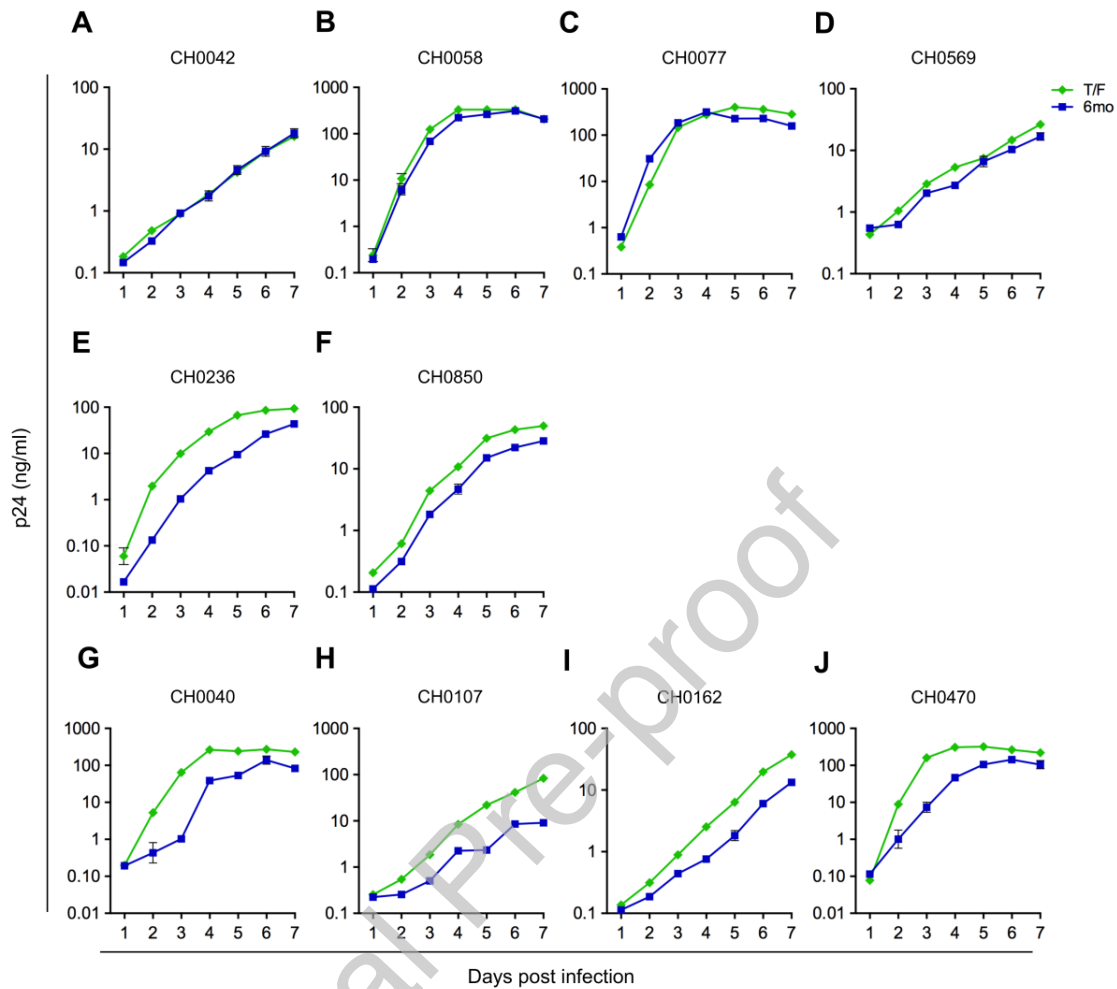 A B C D
CH0042 CH0058 CH0077 CH0569
T/F
6mo
100 1000 1000 100
10 100 100 10
1 10 10 1
1 1
0.1 0.1 0.1 0.1
1 2 3 4 5 6 7 1 2 3 4 5 6 7 1 2 3 4 5 6 7 1 2 3 4 5 6 7
E F
CH0236 CH0850
100 100
10 10
1 1
0.10
0.01 0.1
1 2 3 4 5 6 7 1 2 3 4 5 6 7
G H I J
CH0040 CH0107 CH0162 CH0470
1000 1000 100 1000
100 100 100
10 10 10
1 1 1 1
0.10 0.10
0.01 0.1 0.1 0.01
1 2 3 4 5 6 7 1 2 3 4 5 6 7 1 2 3 4 5 6 7 1 2 3 4 5 6 7
p24 (ng/ml)
Days post infection
al Pre-proof